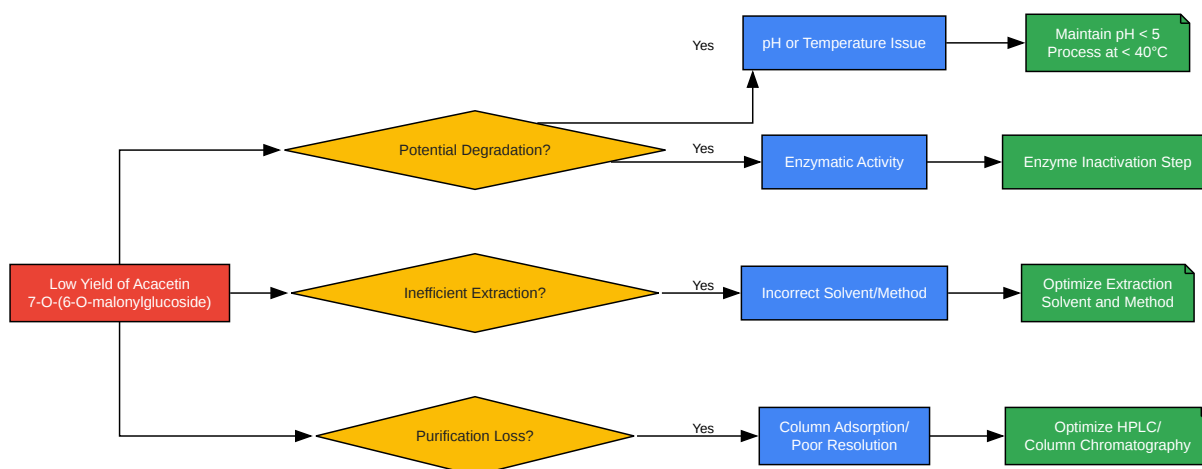 Yes
pH or Temperature Issue
Maintain pH < 5
Process at < 40°C
Potential Degradation?
Yes
Enzymatic Activity
Enzyme Inactivation Step
Low Yield of Acacetin
7-O-(6-O-malonylglucoside)
Inefficient Extraction?
Yes
Incorrect Solvent/Method
Optimize Extraction
Solvent and Method
Purification Loss?
Yes
Column Adsorption/
Poor Resolution
Optimize HPLC/
Column Chromatography